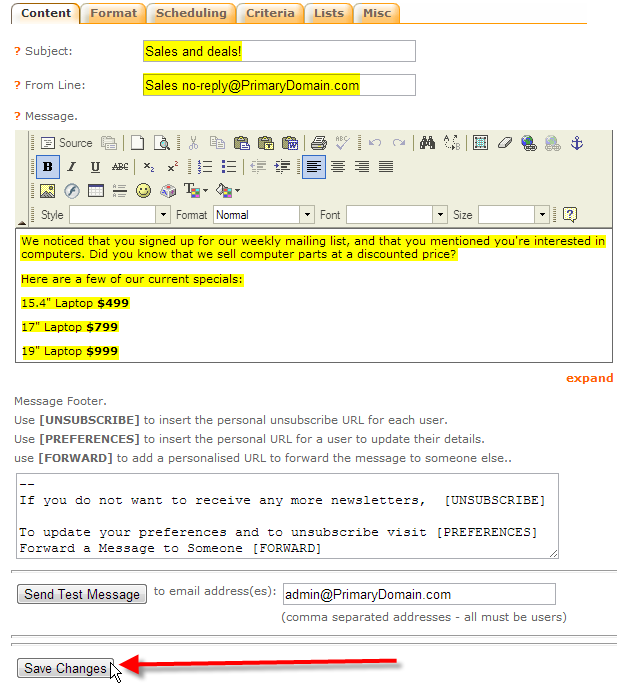 Content Format Scheduling Criteria Lists Misc
? Subject: Sales and deals!
? From Line: Sales no-reply@PrimaryDomain.com
? Message.
Source
B I U ABC x₂ x²
Style Format Normal Font Size
We noticed that you signed up for our weekly mailing list, and that you mentioned you're interested in
computers. Did you know that we sell computer parts at a discounted price?
Here are a few of our current specials:
15.4" Laptop $499
17" Laptop $799
19" Laptop $999
expand
Message Footer.
Use [UNSUBSCRIBE] to insert the personal unsubscribe URL for each user.
Use [PREFERENCES] to insert the personal URL for a user to update their details.
use [FORWARD] to add a personalised URL to forward the message to someone else..
--
If you do not want to receive any more newsletters,  [UNSUBSCRIBE]
To update your preferences and to unsubscribe visit [PREFERENCES]
Forward a Message to Someone [FORWARD]
Send Test Message to email address(es): admin@PrimaryDomain.com
(comma separated addresses - all must be users)
Save Changes